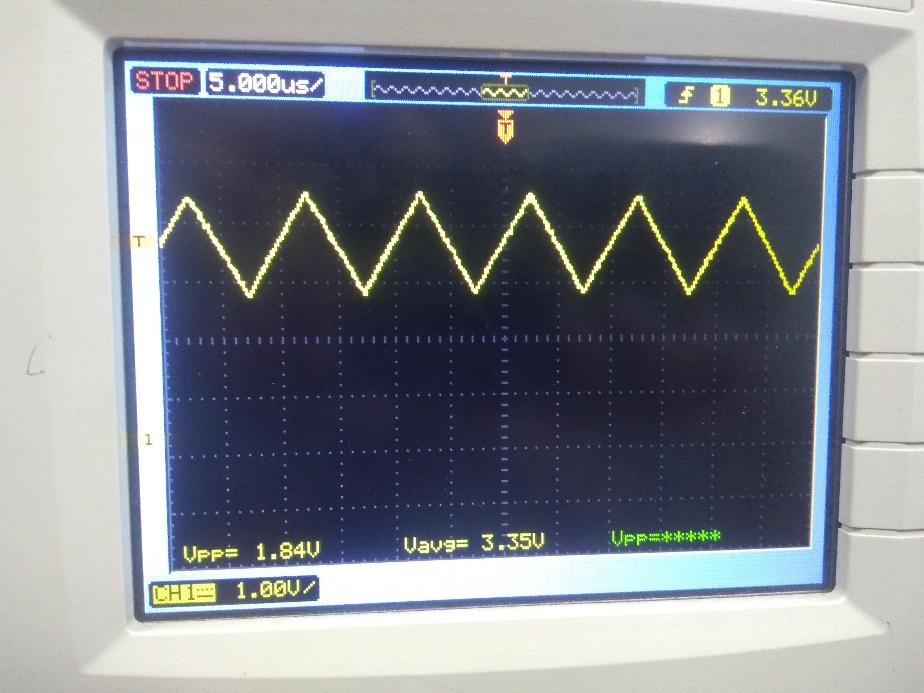 STOP 5.000us/ T 1 3.36V
T
T
1
Vpp= 1.84V Vavg= 3.35V Vpp=*****
CH1 1.00V/